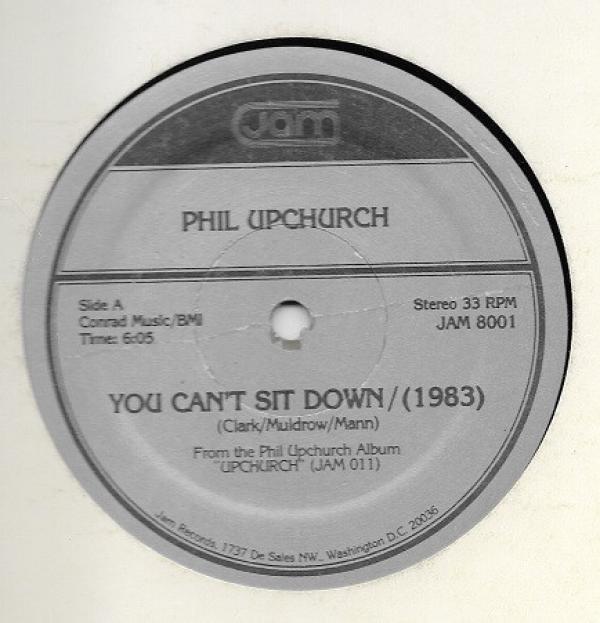 Jam
PHIL UPCHURCH
Side A
Conrad Music/BMI
Time: 6:05
Stereo 33 RPM
JAM 8001
YOU CAN'T SIT DOWN/(1983)
(Clark/Muldrow/Mann)
From the Phil Upchurch Album
"UPCHURCH" (JAM 011)
Jam Records, 1737 De Sales NW., Washington D.C. 20036